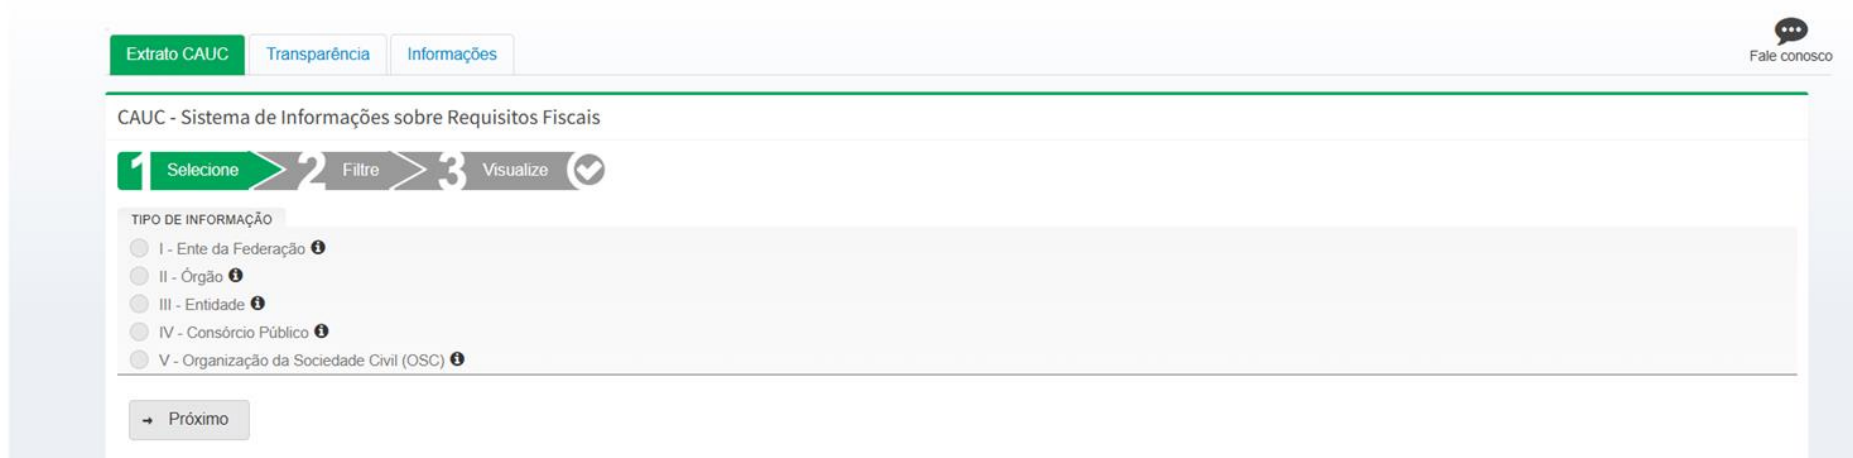 Extrato CAUC Transparência Informações
Fale conosco
CAUC - Sistema de Informações sobre Requisitos Fiscais
1 Selecione 2 Filtre 3 Visualize
TIPO DE INFORMAÇÃO
I - Ente da Federação
II - Órgão
III - Entidade
IV - Consórcio Público
V - Organização da Sociedade Civil (OSC)
→ Próximo